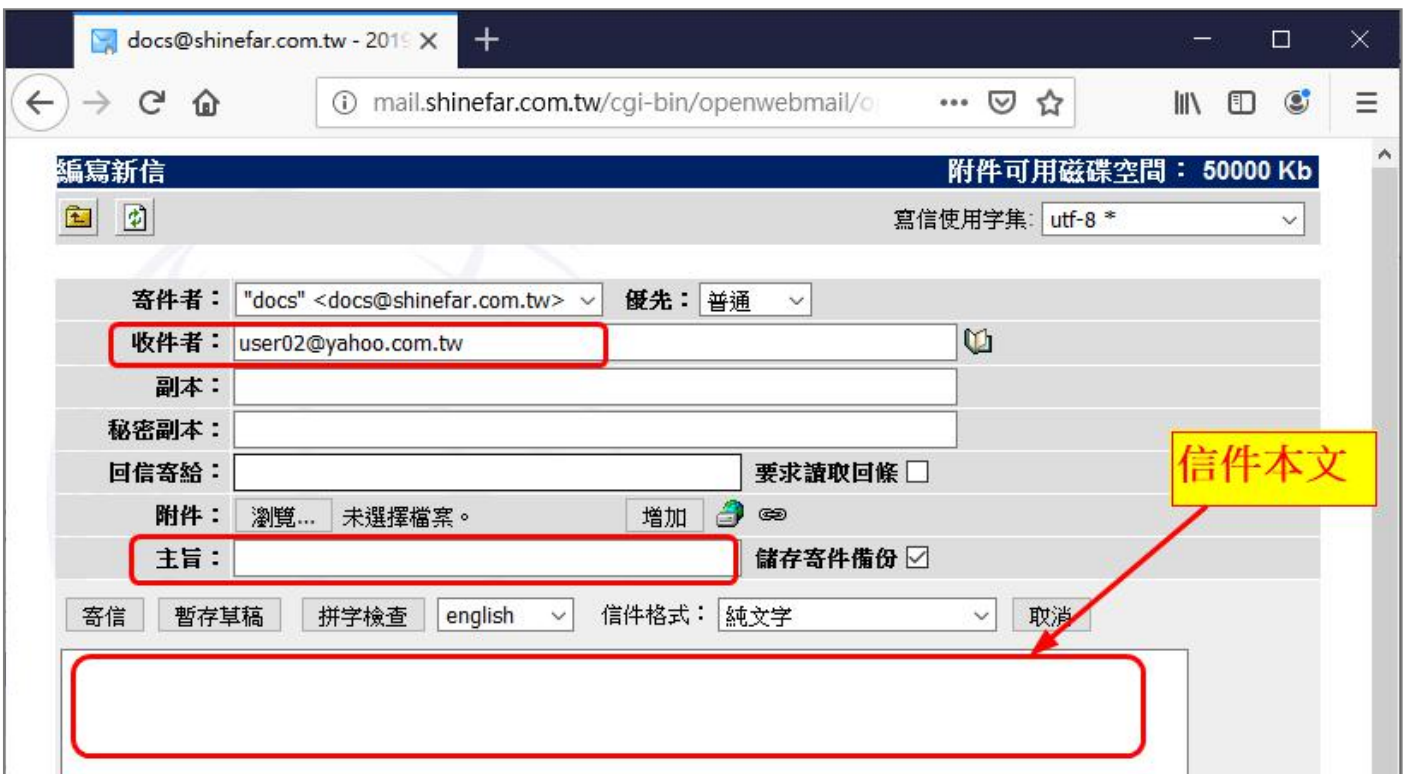 docs@shinefar.com.tw - 2019
mail.shinefar.com.tw/cgi-bin/openwebmail/o
編寫新信 附件可用磁碟空間： 50000 Kb
寫信使用字集: utf-8 *
寄件者： "docs" <docs@shinefar.com.tw> 優先： 普通
收件者： user02@yahoo.com.tw
副本：
秘密副本：
信件本文
回信寄給： 要求讀取回條
附件： 瀏覽... 未選擇檔案。 增加
主旨： 儲存寄件備份
寄信 暫存草稿 拼字檢查 english 信件格式： 純文字 取消